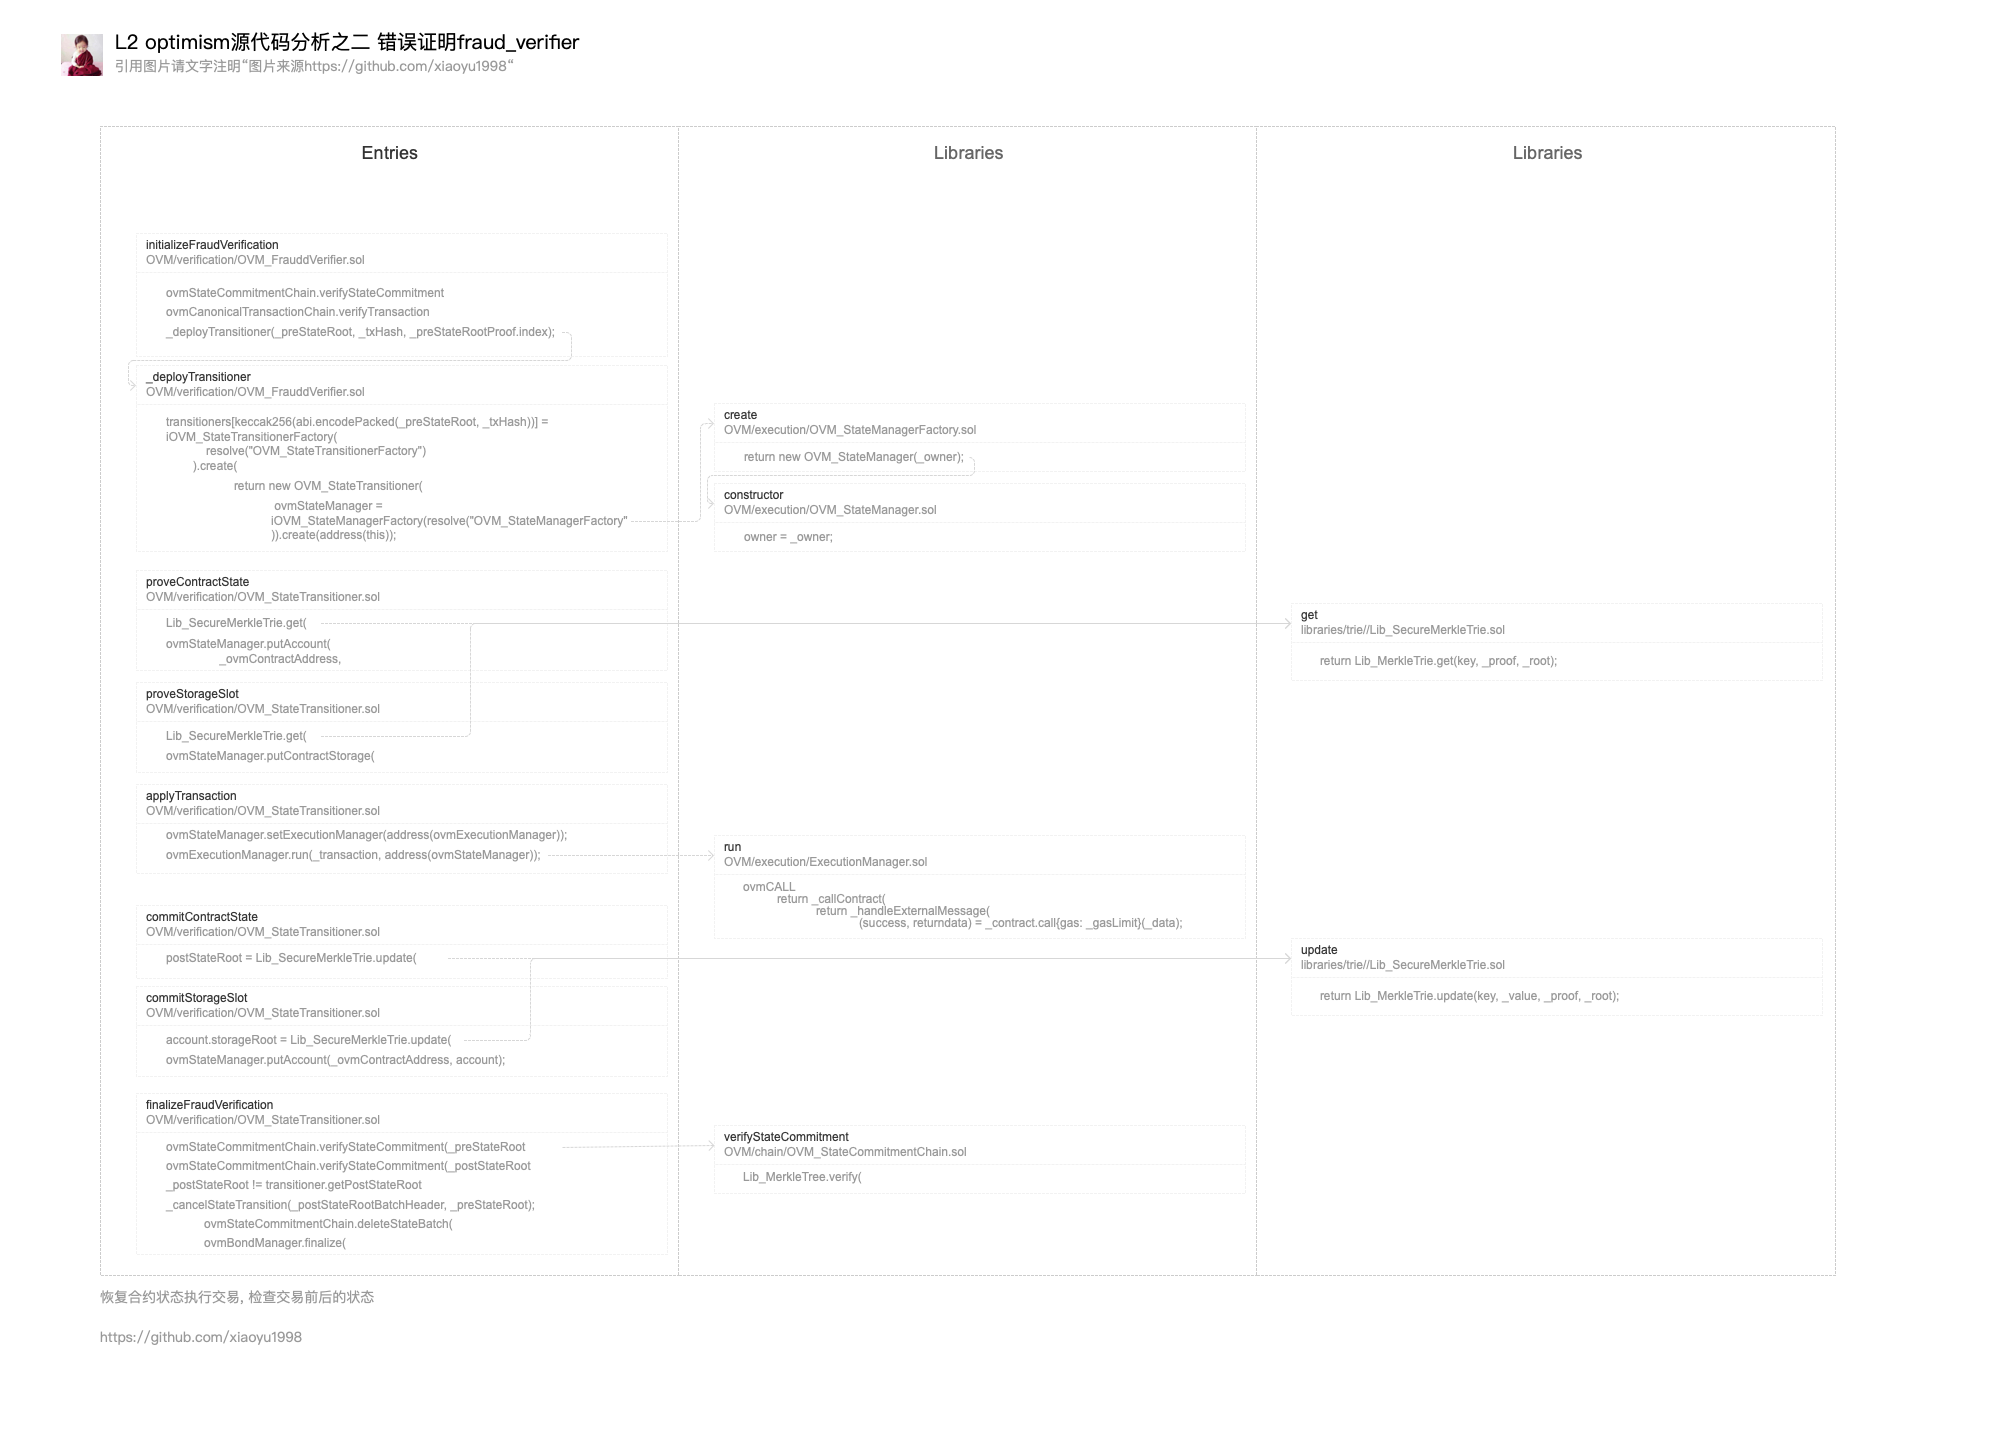 L2 optimism源代码分析之二 错误证明fraud_verifier
引用图片请文字注明“图片来源https://github.com/xiaoyu1998“
Entries
initializeFraudVerification
OVM/verification/OVM_FrauddVerifier.sol
ovmStateCommitmentChain.verifyStateCommitment
ovmCanonicalTransactionChain.verifyTransaction
_deployTransitioner(_preStateRoot, _txHash, _preStateRootProof.index);
_deployTransitioner
OVM/verification/OVM_FrauddVerifier.sol
transitioners[keccak256(abi.encodePacked(_preStateRoot, _txHash))] =
iOVM_StateTransitionerFactory(
resolve("OVM_StateTransitionerFactory")
).create(
return new OVM_StateTransitioner(
ovmStateManager =
iOVM_StateManagerFactory(resolve("OVM_StateManagerFactory"
)).create(address(this));
proveContractState
OVM/verification/OVM_StateTransitioner.sol
Lib_SecureMerkleTrie.get(
ovmStateManager.putAccount(
_ovmContractAddress,
proveStorageSlot
OVM/verification/OVM_StateTransitioner.sol
Lib_SecureMerkleTrie.get(
ovmStateManager.putContractStorage(
applyTransaction
OVM/verification/OVM_StateTransitioner.sol
ovmStateManager.setExecutionManager(address(ovmExecutionManager));
ovmExecutionManager.run(_transaction, address(ovmStateManager));
commitContractState
OVM/verification/OVM_StateTransitioner.sol
postStateRoot = Lib_SecureMerkleTrie.update(
commitStorageSlot
OVM/verification/OVM_StateTransitioner.sol
account.storageRoot = Lib_SecureMerkleTrie.update(
ovmStateManager.putAccount(_ovmContractAddress, account);
finalizeFraudVerification
OVM/verification/OVM_StateTransitioner.sol
ovmStateCommitmentChain.verifyStateCommitment(_preStateRoot
ovmStateCommitmentChain.verifyStateCommitment(_postStateRoot
_postStateRoot != transitioner.getPostStateRoot
_cancelStateTransition(_postStateRootBatchHeader, _preStateRoot);
ovmStateCommitmentChain.deleteStateBatch(
ovmBondManager.finalize(
Libraries
create
OVM/execution/OVM_StateManagerFactory.sol
return new OVM_StateManager(_owner);
constructor
OVM/execution/OVM_StateManager.sol
owner = _owner;
run
OVM/execution/ExecutionManager.sol
ovmCALL
return _callContract(
return _handleExternalMessage(
(success, returndata) = _contract.call{gas: _gasLimit}(_data);
verifyStateCommitment
OVM/chain/OVM_StateCommitmentChain.sol
Lib_MerkleTree.verify(
Libraries
get
libraries/trie//Lib_SecureMerkleTrie.sol
return Lib_MerkleTrie.get(key, _proof, _root);
update
libraries/trie//Lib_SecureMerkleTrie.sol
return Lib_MerkleTrie.update(key, _value, _proof, _root);
恢复合约状态执行交易, 检查交易前后的状态
https://github.com/xiaoyu1998